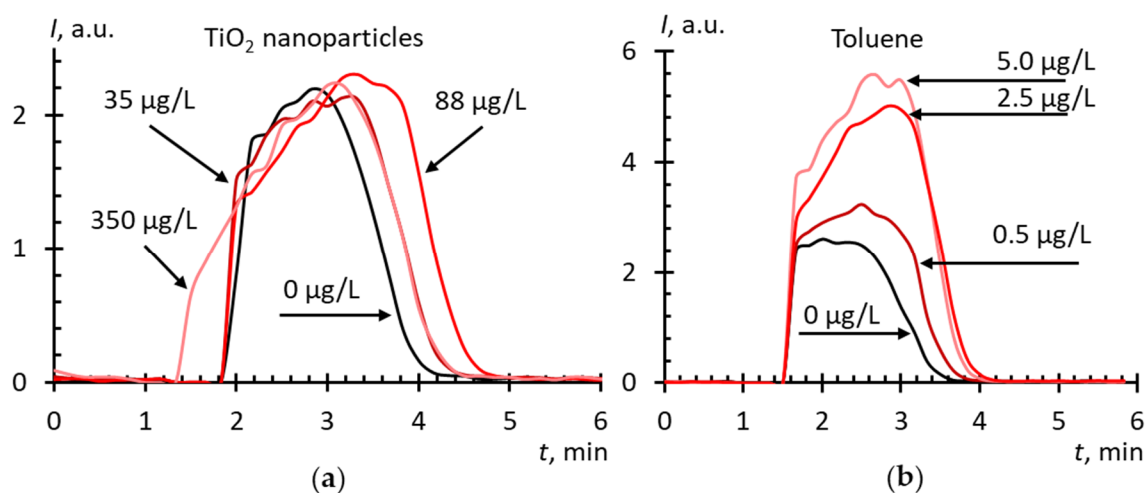 I, a.u.
TiO₂ nanoparticles
35 µg/L
88 µg/L
350 µg/L
0 µg/L
2
1
0
0 1 2 3 4 5 6
t, min
(a)
I, a.u.
Toluene
6
5.0 µg/L
2.5 µg/L
4
0.5 µg/L
2
0 µg/L
0
0 1 2 3 4 5 6
t, min
(b)